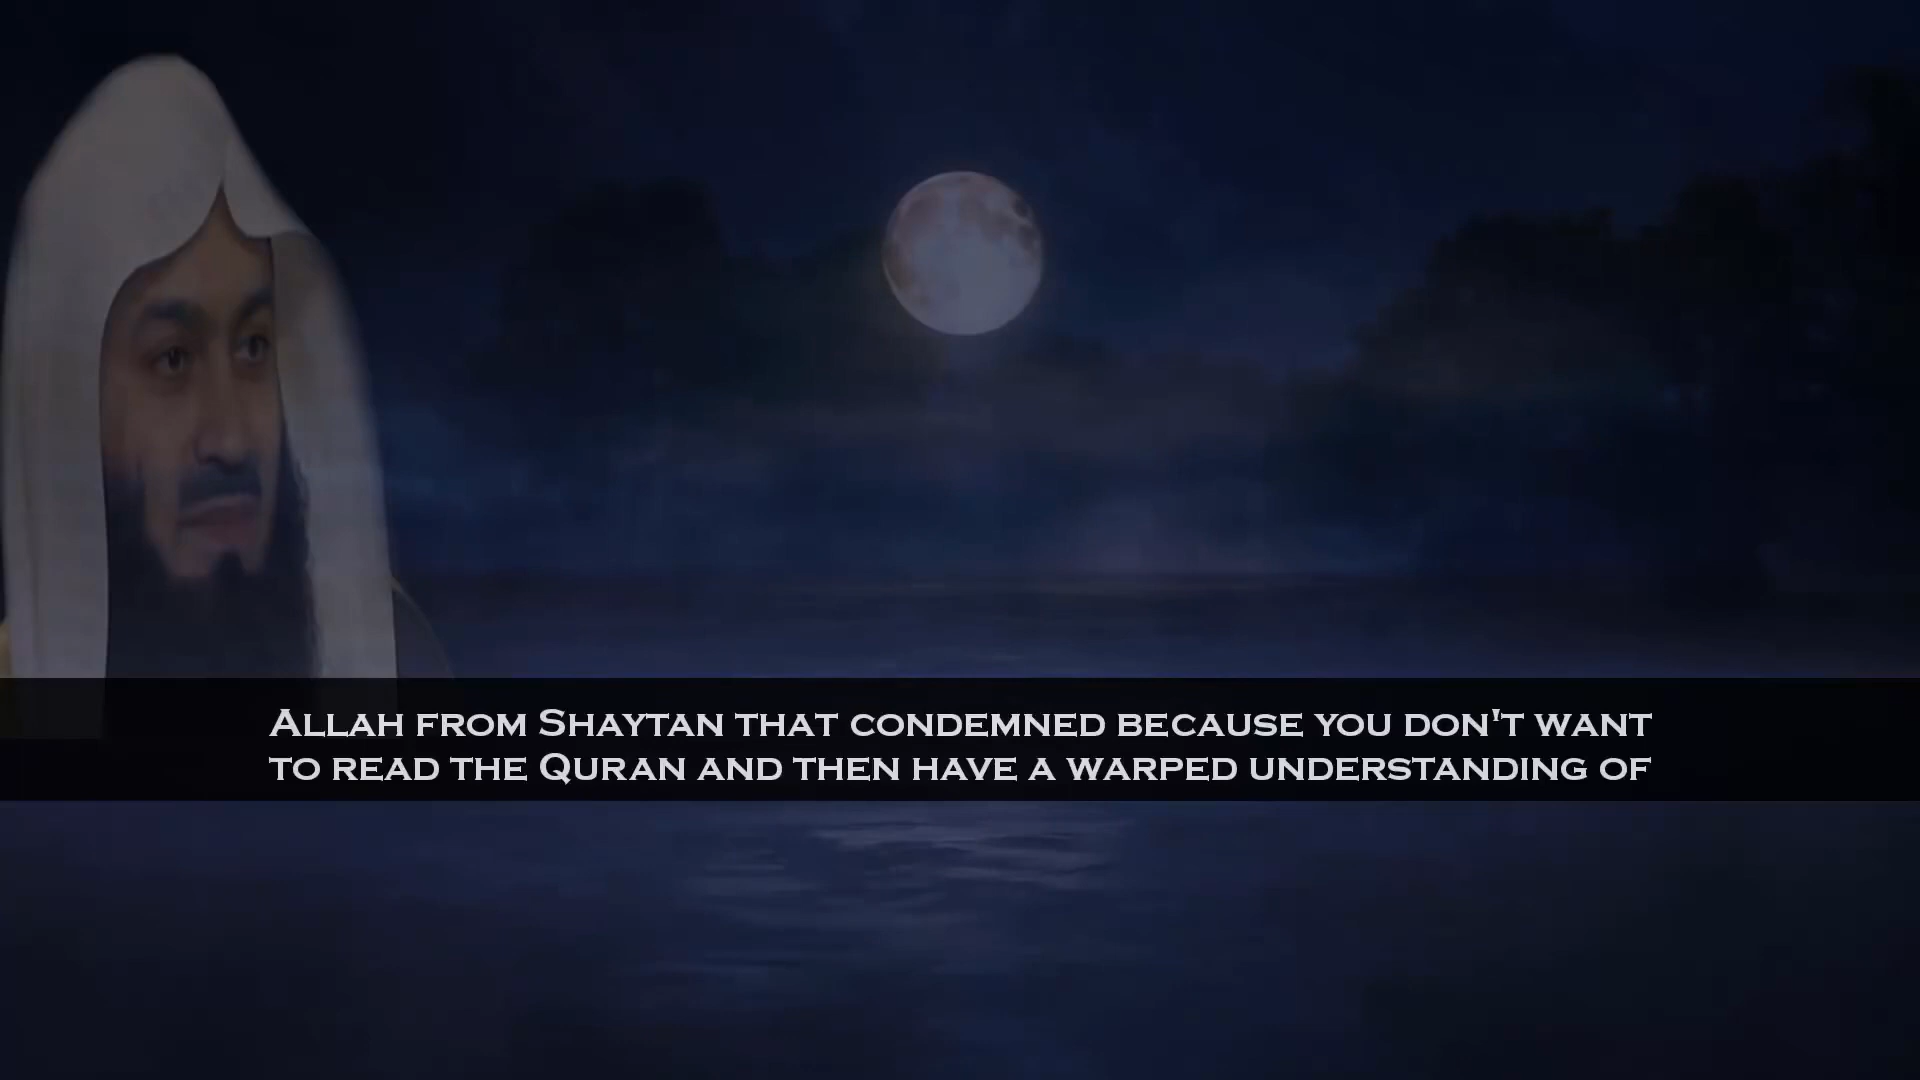 Allah from Shaytan that condemned because you don't want
to read the Quran and then have a warped understanding of